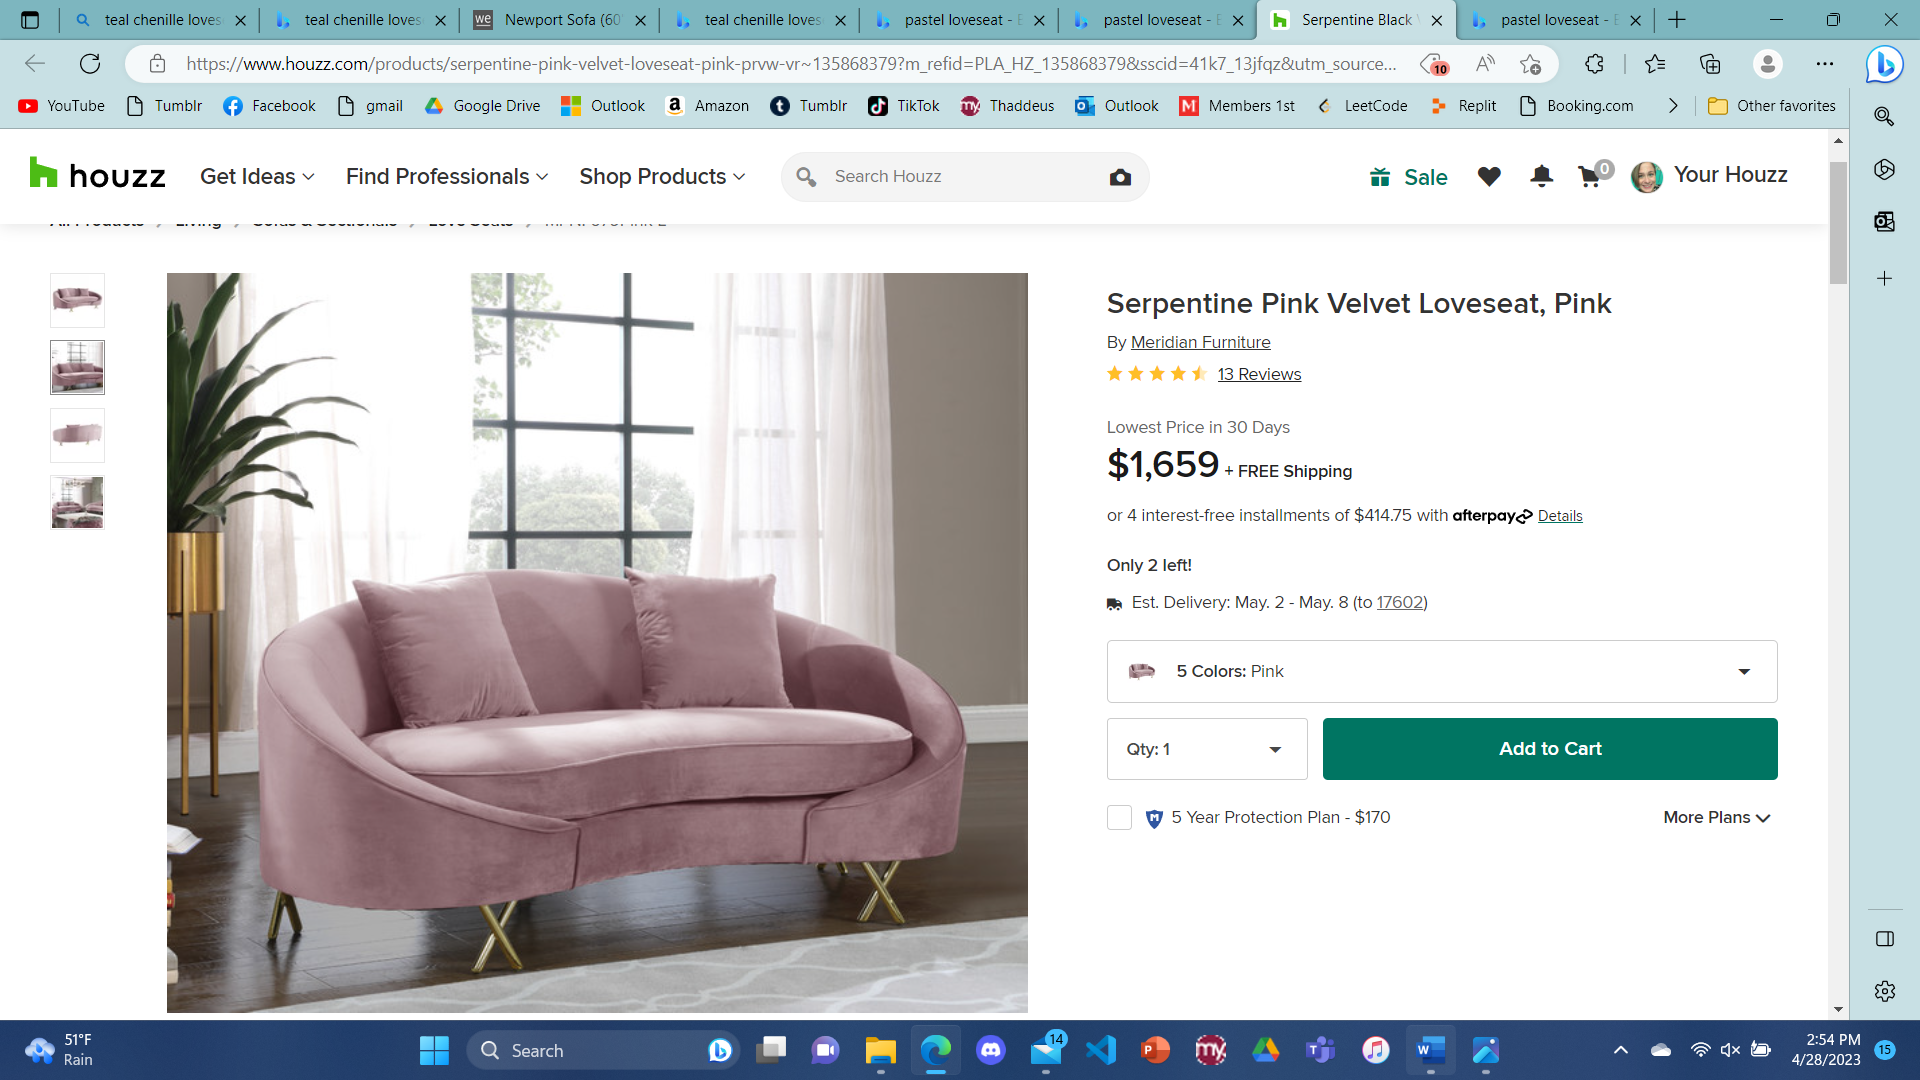 teal chenille loves
teal chenille loves
we Newport Sofa (60"
teal chenille loves
pastel loveseat -
pastel loveseat -
Serpentine Black
pastel loveseat -
https://www.houzz.com/products/serpentine-pink-velvet-loveseat-pink-prvw-vr~135868379?m_refid=PLA_HZ_135868379&sscid=41k7_13jfqz&utm_source...
10
YouTube Tumblr Facebook gmail Google Drive Outlook Amazon Tumblr TikTok Thaddeus Outlook Members 1st LeetCode Replit Booking.com Other favorites
houzz Get Ideas Find Professionals Shop Products Search Houzz Sale 0 Your Houzz
Serpentine Pink Velvet Loveseat, Pink
By Meridian Furniture
13 Reviews
Lowest Price in 30 Days
$1,659 + FREE Shipping
or 4 interest-free installments of $414.75 with afterpay Details
Only 2 left!
Est. Delivery: May. 2 - May. 8 (to 17602)
5 Colors: Pink
Qty: 1
Add to Cart
5 Year Protection Plan - $170
More Plans
51°F
Rain
Search
14
2:54 PM
4/28/2023
15